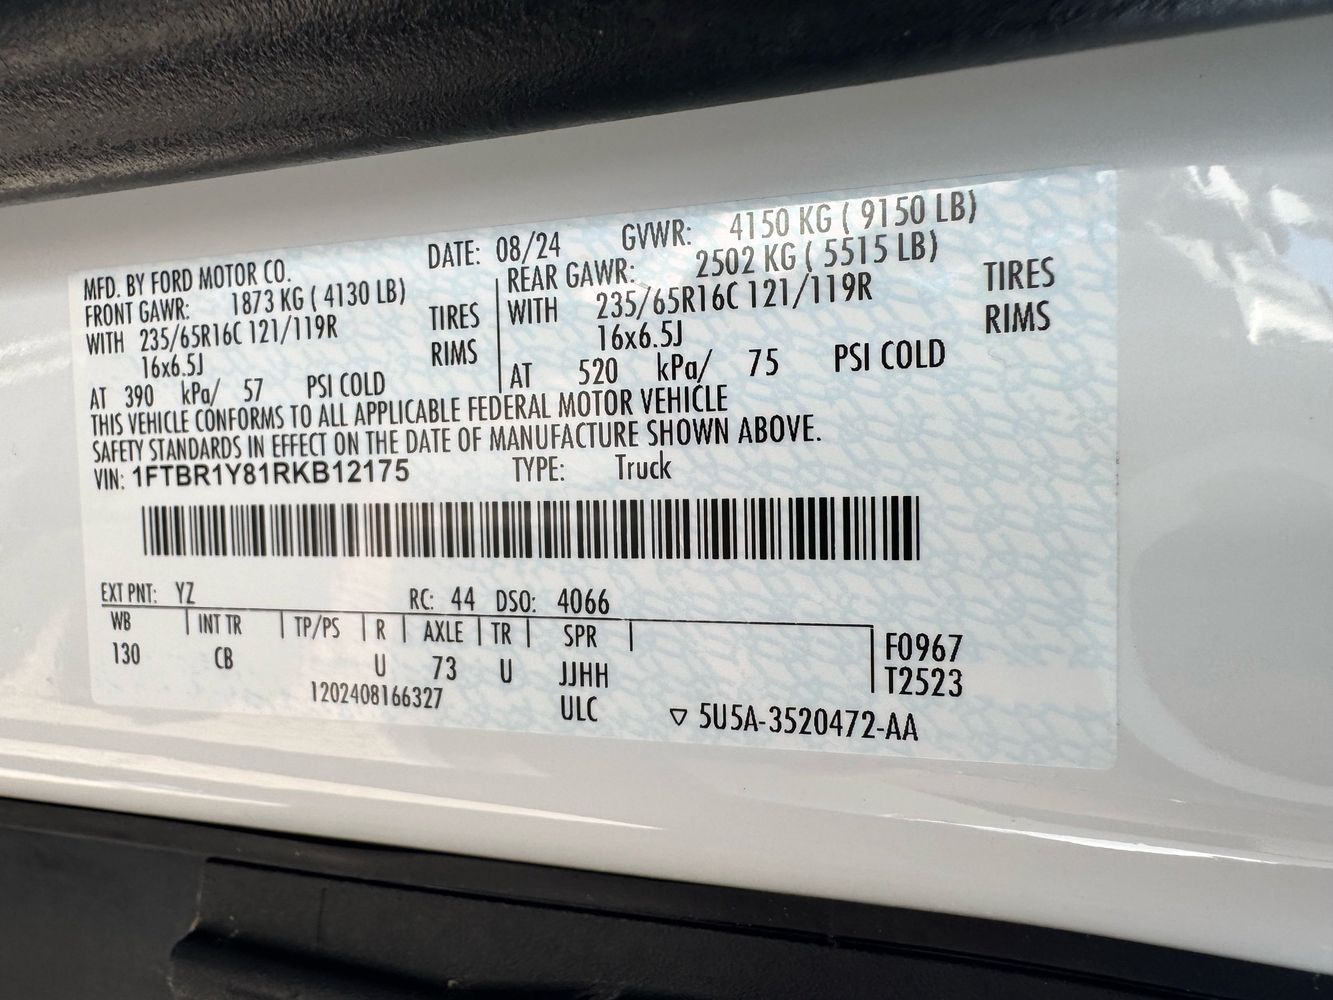 MFD. BY FORD MOTOR CO. DATE: 08/24 GVWR: 4150 KG ( 9150 LB)
FRONT GAWR: 1873 KG ( 4130 LB) REAR GAWR: 2502 KG ( 5515 LB)
WITH 235/65R16C 121/119R TIRES WITH 235/65R16C 121/119R TIRES
16x6.5J RIMS 16x6.5J RIMS
AT 390 kPa/ 57 PSI COLD AT 520 kPa/ 75 PSI COLD
THIS VEHICLE CONFORMS TO ALL APPLICABLE FEDERAL MOTOR VEHICLE
SAFETY STANDARDS IN EFFECT ON THE DATE OF MANUFACTURE SHOWN ABOVE.
VIN: 1FTBR1Y81RKB12175 TYPE: Truck
EXT PNT: YZ RC: 44 DSO: 4066
WB INT TR TP/PS R AXLE TR SPR F0967
130 CB U 73 U JJHH T2523
1202408166327 ULC ▽ 5U5A-3520472-AA